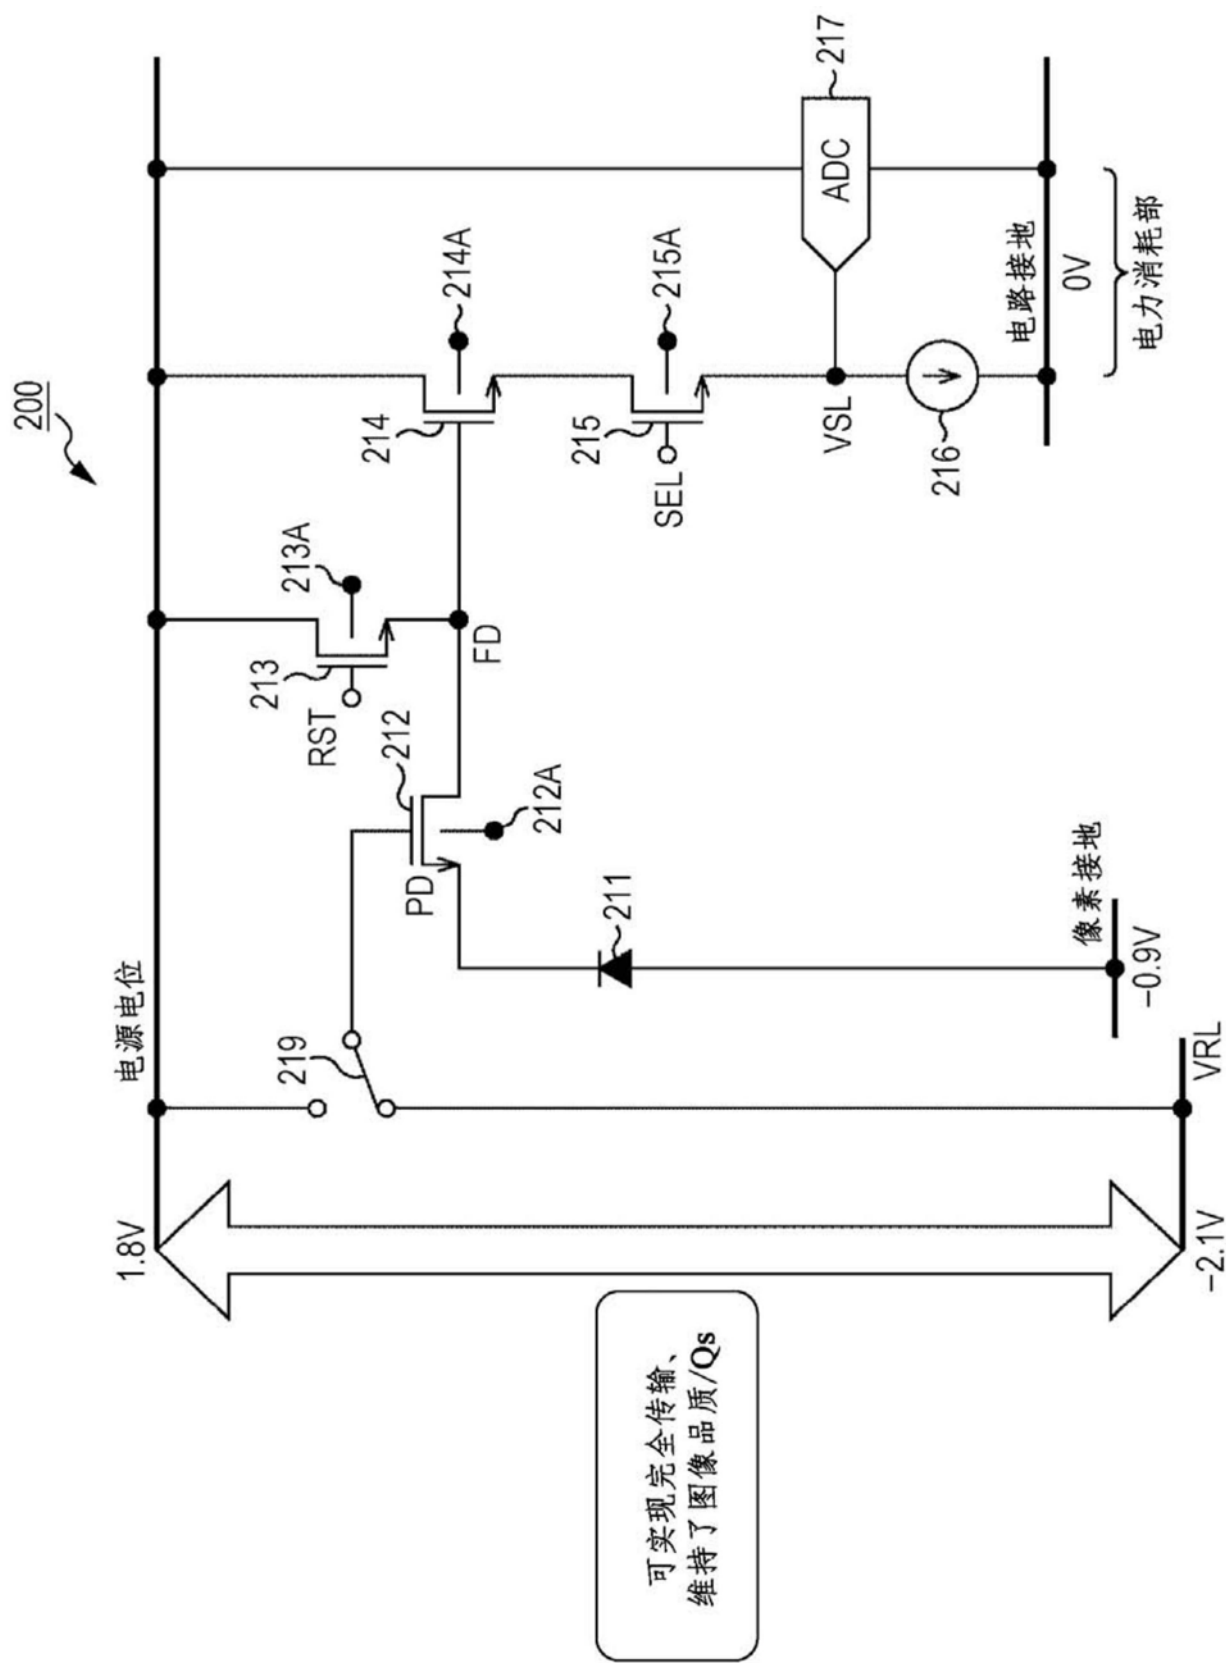 200
电源电位
1.8V
219
RST
213
213A
214
214A
212
PD
212A
FD
SEL
215
215A
VSL
ADC
217
216
211
电路接地
0V
电力消耗部
像素接地
-0.9V
VRL
-2.1V
可实现完全传输、
维持了图像品质/Qs